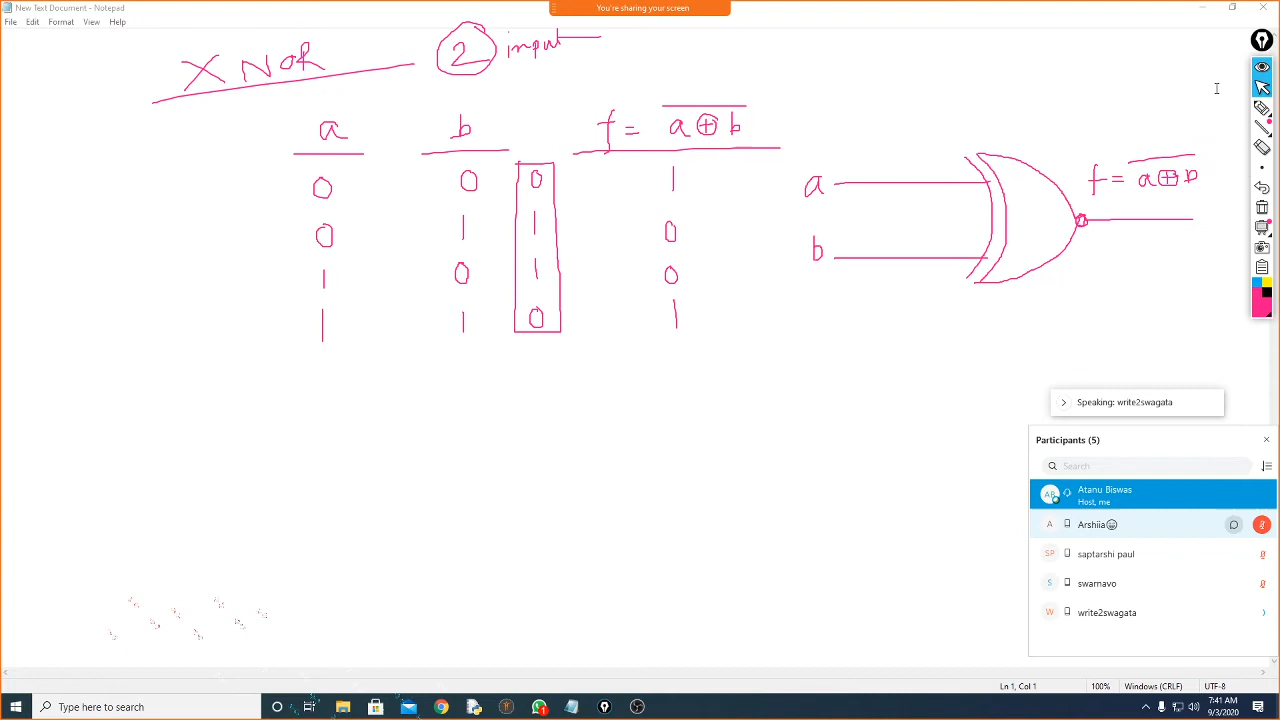 New Text Document - Notepad
You're sharing your screen
File Edit Format View Help
XNOR 2 input
a b f = a⊕b
0 0 0 1
0 1 1 0
1 0 1 0
1 1 0 1
a
b
f = a⊕b
Speaking: write2swagata
Participants (5)
Search
AB Atanu Biswas
Host, me
A Arshiia😄
SP saptarshi paul
S swarnavo
W write2swagata
Ln 1, Col 1 100% Windows (CRLF) UTF-8
Type here to search
1
7:41 AM
9/3/2020